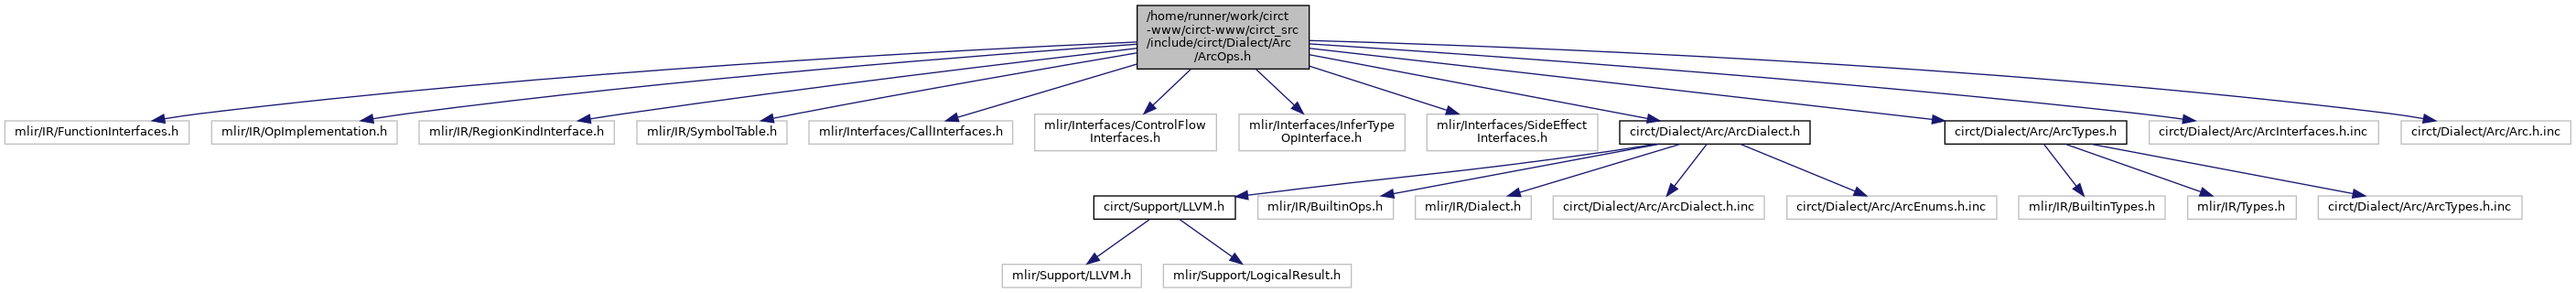 /home/runner/work/circt
-www/circt-www/circt_src
/include/circt/Dialect/Arc
/ArcOps.h
mlir/IR/FunctionInterfaces.h
mlir/IR/OpImplementation.h
mlir/IR/RegionKindInterface.h
mlir/IR/SymbolTable.h
mlir/Interfaces/CallInterfaces.h
mlir/Interfaces/ControlFlow
Interfaces.h
mlir/Interfaces/InferType
OpInterface.h
mlir/Interfaces/SideEffect
Interfaces.h
circt/Dialect/Arc/ArcDialect.h
circt/Dialect/Arc/ArcTypes.h
circt/Dialect/Arc/ArcInterfaces.h.inc
circt/Dialect/Arc/Arc.h.inc
circt/Support/LLVM.h
mlir/IR/BuiltinOps.h
mlir/IR/Dialect.h
circt/Dialect/Arc/ArcDialect.h.inc
circt/Dialect/Arc/ArcEnums.h.inc
mlir/IR/BuiltinTypes.h
mlir/IR/Types.h
circt/Dialect/Arc/ArcTypes.h.inc
mlir/Support/LLVM.h
mlir/Support/LogicalResult.h